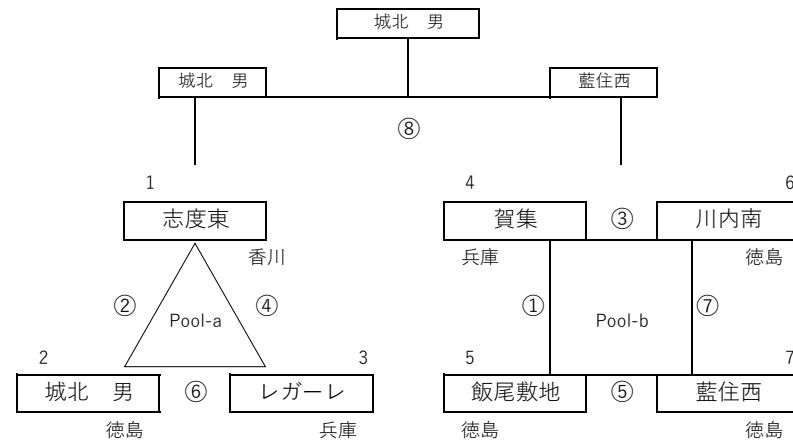 城北　男
城北　男
藍住西
⑧
1
4
6
志度東
賀集
③
川内南
香川
兵庫
徳島
②
④
Pool-a
①
Pool-b
⑦
2
3
5
7
城北　男
⑥
レガーレ
飯尾敷地
⑤
藍住西
徳島
兵庫
徳島
徳島